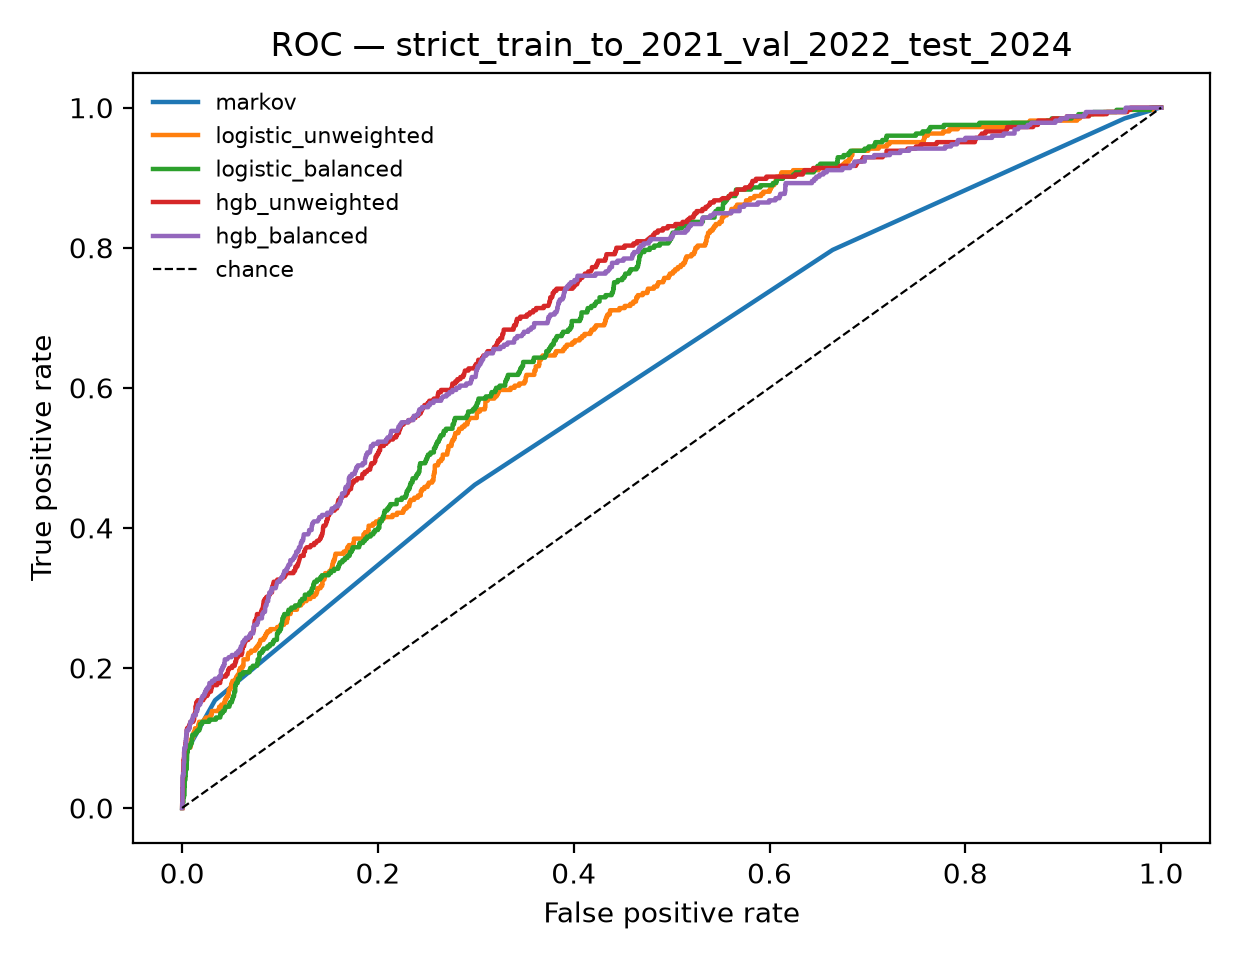 ROC — strict_train_to_2021_val_2022_test_2024
markov
logistic_unweighted
logistic_balanced
hgb_unweighted
hgb_balanced
chance
True positive rate
1.0
0.8
0.6
0.4
0.2
0.0
0.0 0.2 0.4 0.6 0.8 1.0
False positive rate